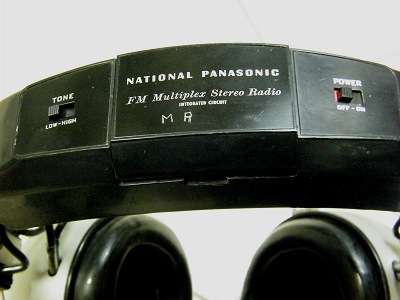 NATIONAL PANASONIC
FM Multiplex Stereo Radio
INTEGRATED CIRCUIT
MR
TONE
LOW-HIGH
POWER
OFF-ON